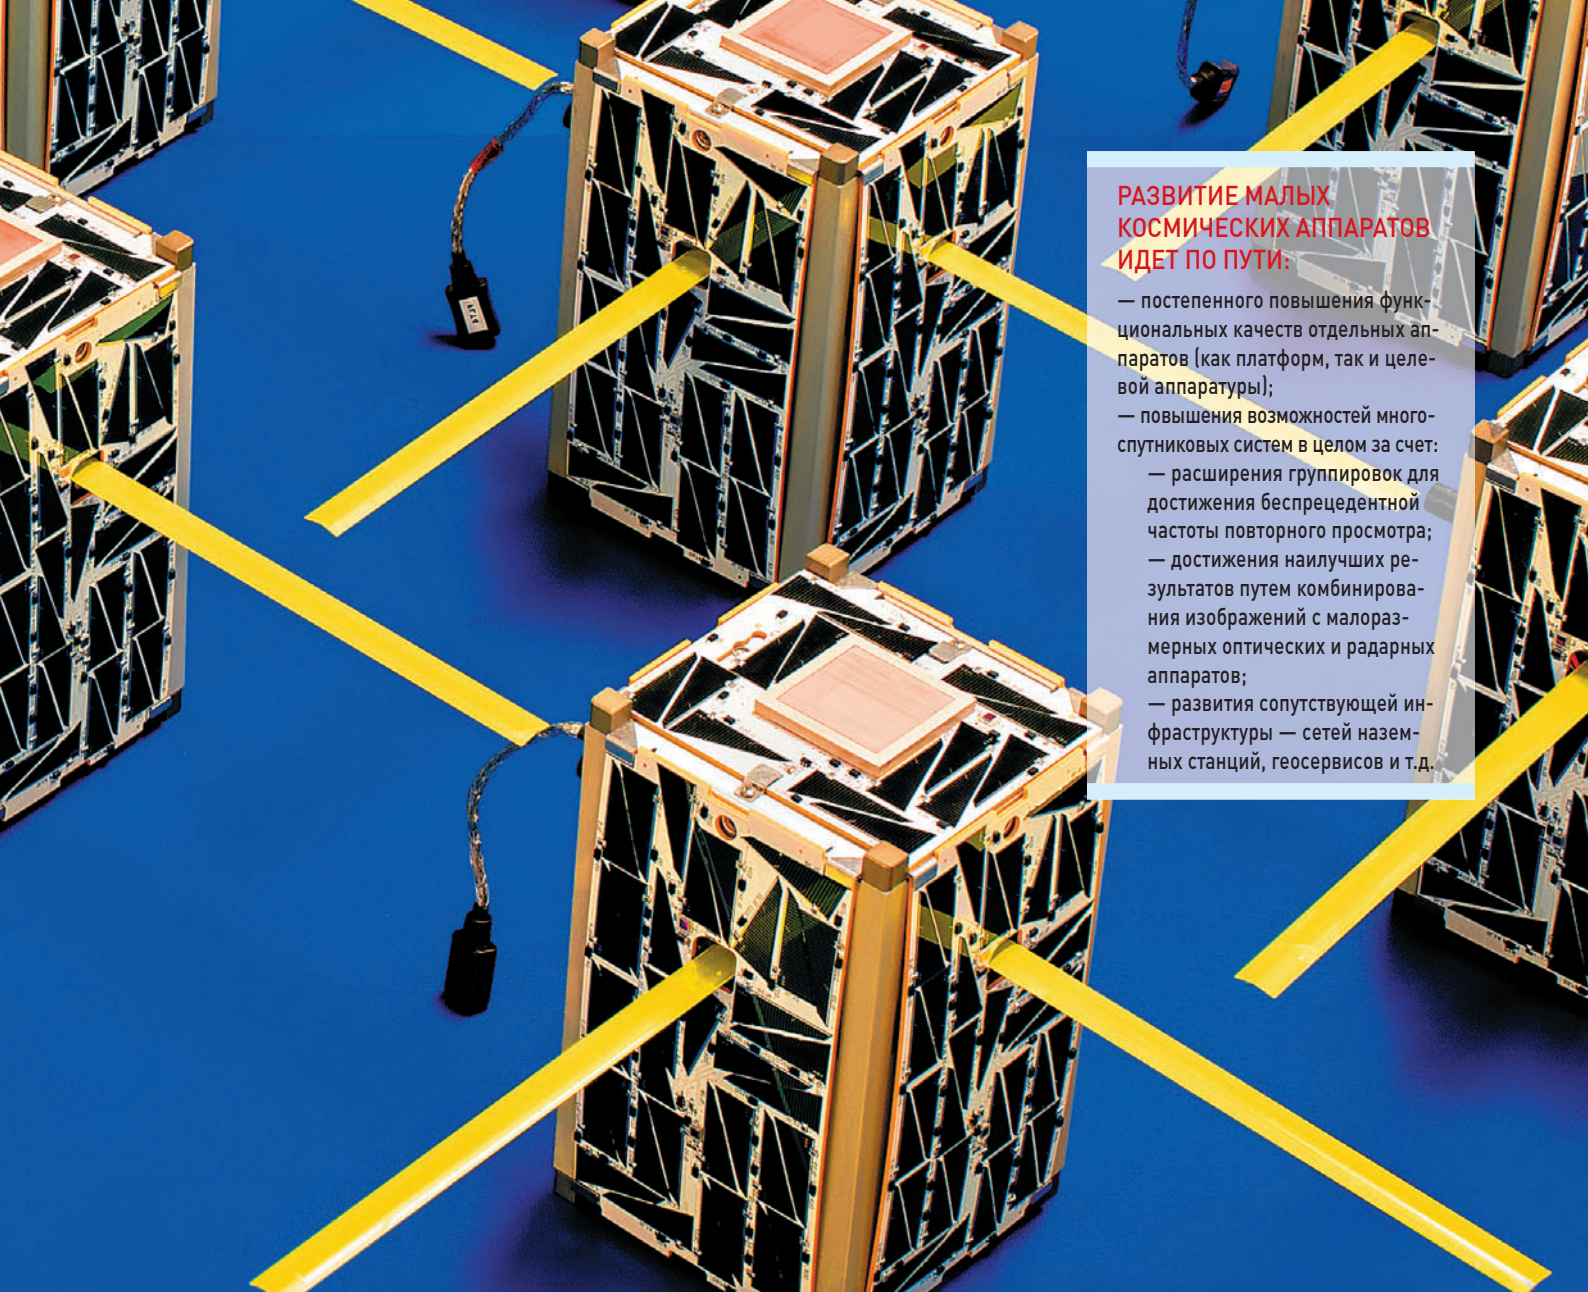 РАЗВИТИЕ МАЛЫХ
КОСМИЧЕСКИХ АППАРАТОВ
ИДЕТ ПО ПУТИ:
— постепенного повышения функ-
циональных качеств отдельных ап-
паратов (как платформ, так и целе-
вой аппаратуры);
— повышения возможностей много-
спутниковых систем в целом за счет:
— расширения группировок для
достижения беспрецедентной
частоты повторного просмотра;
— достижения наилучших ре-
зультатов путем комбинирова-
ния изображений с малораз-
мерных оптических и радарных
аппаратов;
— развития сопутствующей ин-
фраструктуры — сетей назем-
ных станций, геосервисов и т.д.